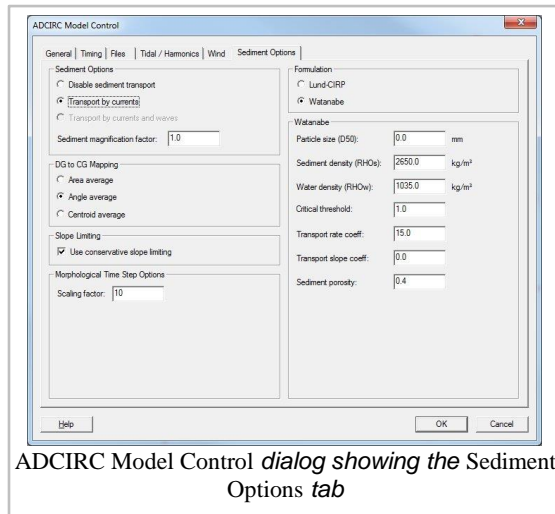 ADCIRC Model Control
General Timing Files Tidal / Harmonics Wind Sediment Options
Sediment Options
Disable sediment transport
Transport by currents
Transport by currents and waves
Sediment magnification factor: 1.0
DG to CG Mapping
Area average
Angle average
Centroid average
Slope Limiting
Use conservative slope limiting
Morphological Time Step Options
Scaling factor: 10
Formulation
Lund-CIRP
Watanabe
Watanabe
Particle size (D50): 0.0 mm
Sediment density (RHOs): 2650.0 kg/m³
Water density (RHOw): 1035.0 kg/m³
Critical threshold: 1.0
Transport rate coeff: 15.0
Transport slope coeff: 0.0
Sediment porosity: 0.4
Help OK Cancel
ADCIRC Model Control dialog showing the Sediment
Options tab